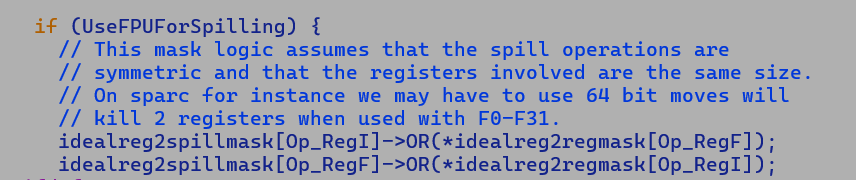 if (UseFPUForSpilling) {
// This mask logic assumes that the spill operations are
// symmetric and that the registers involved are the same size.
// On sparc for instance we may have to use 64 bit moves will
// kill 2 registers when used with F0-F31.
idealreg2spillmask[Op_RegI]->OR(*idealreg2regmask[Op_RegF]);
idealreg2spillmask[Op_RegF]->OR(*idealreg2regmask[Op_RegI]);